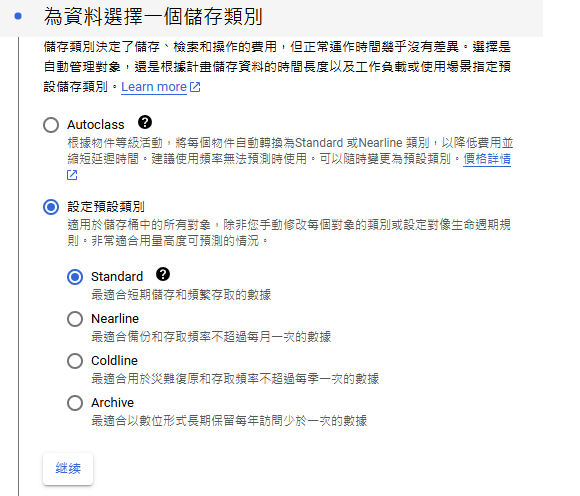 為資料選擇一個儲存類別
儲存類別決定了儲存、檢索和操作的費用，但正常運作時間幾乎沒有差異。選擇是
自動管理對象，還是根據計畫儲存資料的時間長度以及工作負載或使用場景指定預
設儲存類別。Learn more
Autoclass
根據物件等級活動，將每個物件自動轉換為Standard 或Nearline 類別，以降低費用並
縮短延遲時間。建議使用頻率無法預測時使用。可以隨時變更為預設類別。價格詳情
設定預設類別
適用於儲存桶中的所有對象，除非您手動修改每個對象的類別或設定對像生命週期規
則。非常適合用量高度可預測的情況。
Standard
最適合短期儲存和頻繁存取的數據
Nearline
最適合備份和存取頻率不超過每月一次的數據
Coldline
最適合用於災難復原和存取頻率不超過每季一次的數據
Archive
最適合以數位形式長期保留每年訪問少於一次的數據
继续